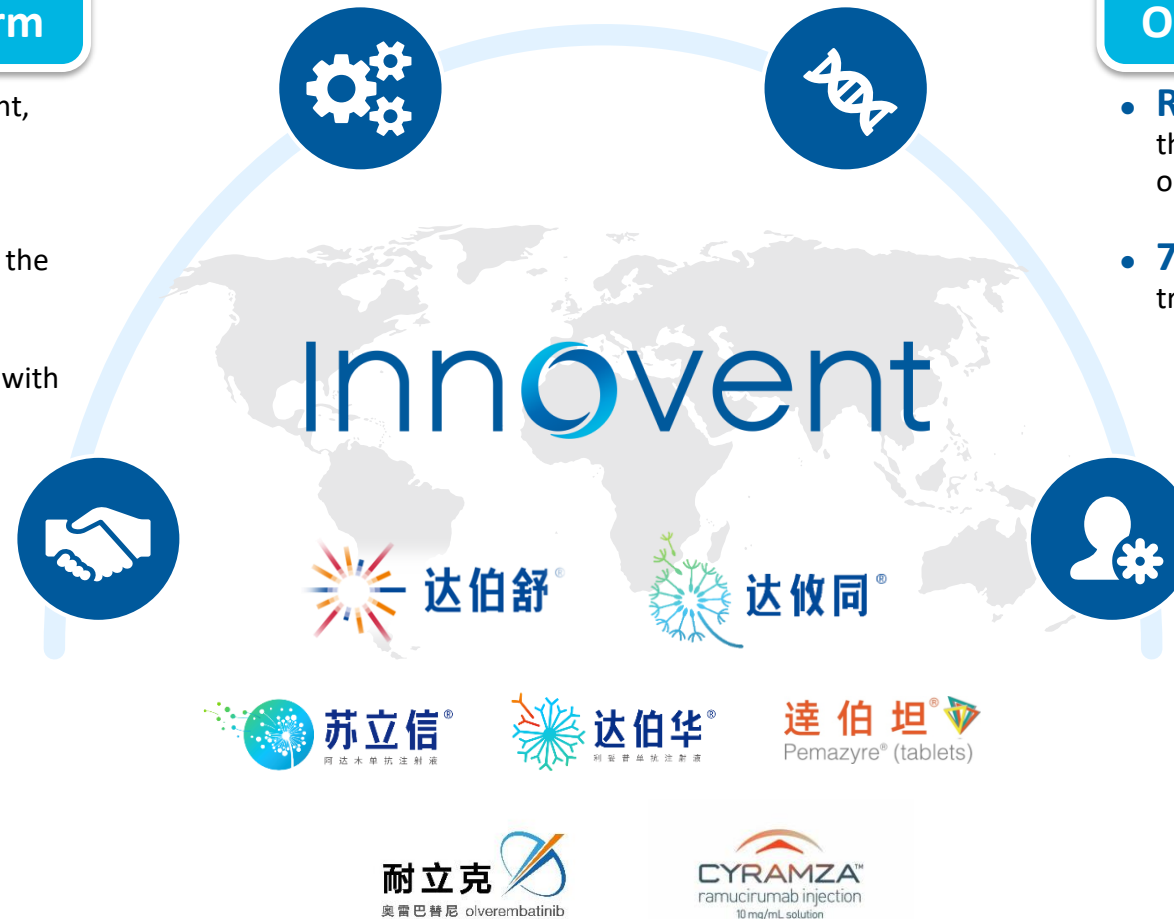 rm
nt,
the
with
O
• R
th
o
• 7
tr
Innovent
达伯舒®
达攸同®
苏立信®
阿达木单抗注射液
达伯华®
利妥昔单抗注射液
達伯坦®
Pemazyre® (tablets)
耐立克
奥雷巴替尼 olverembatinib
CYRAMZA™
ramucirumab injection
10 mg/mL solution